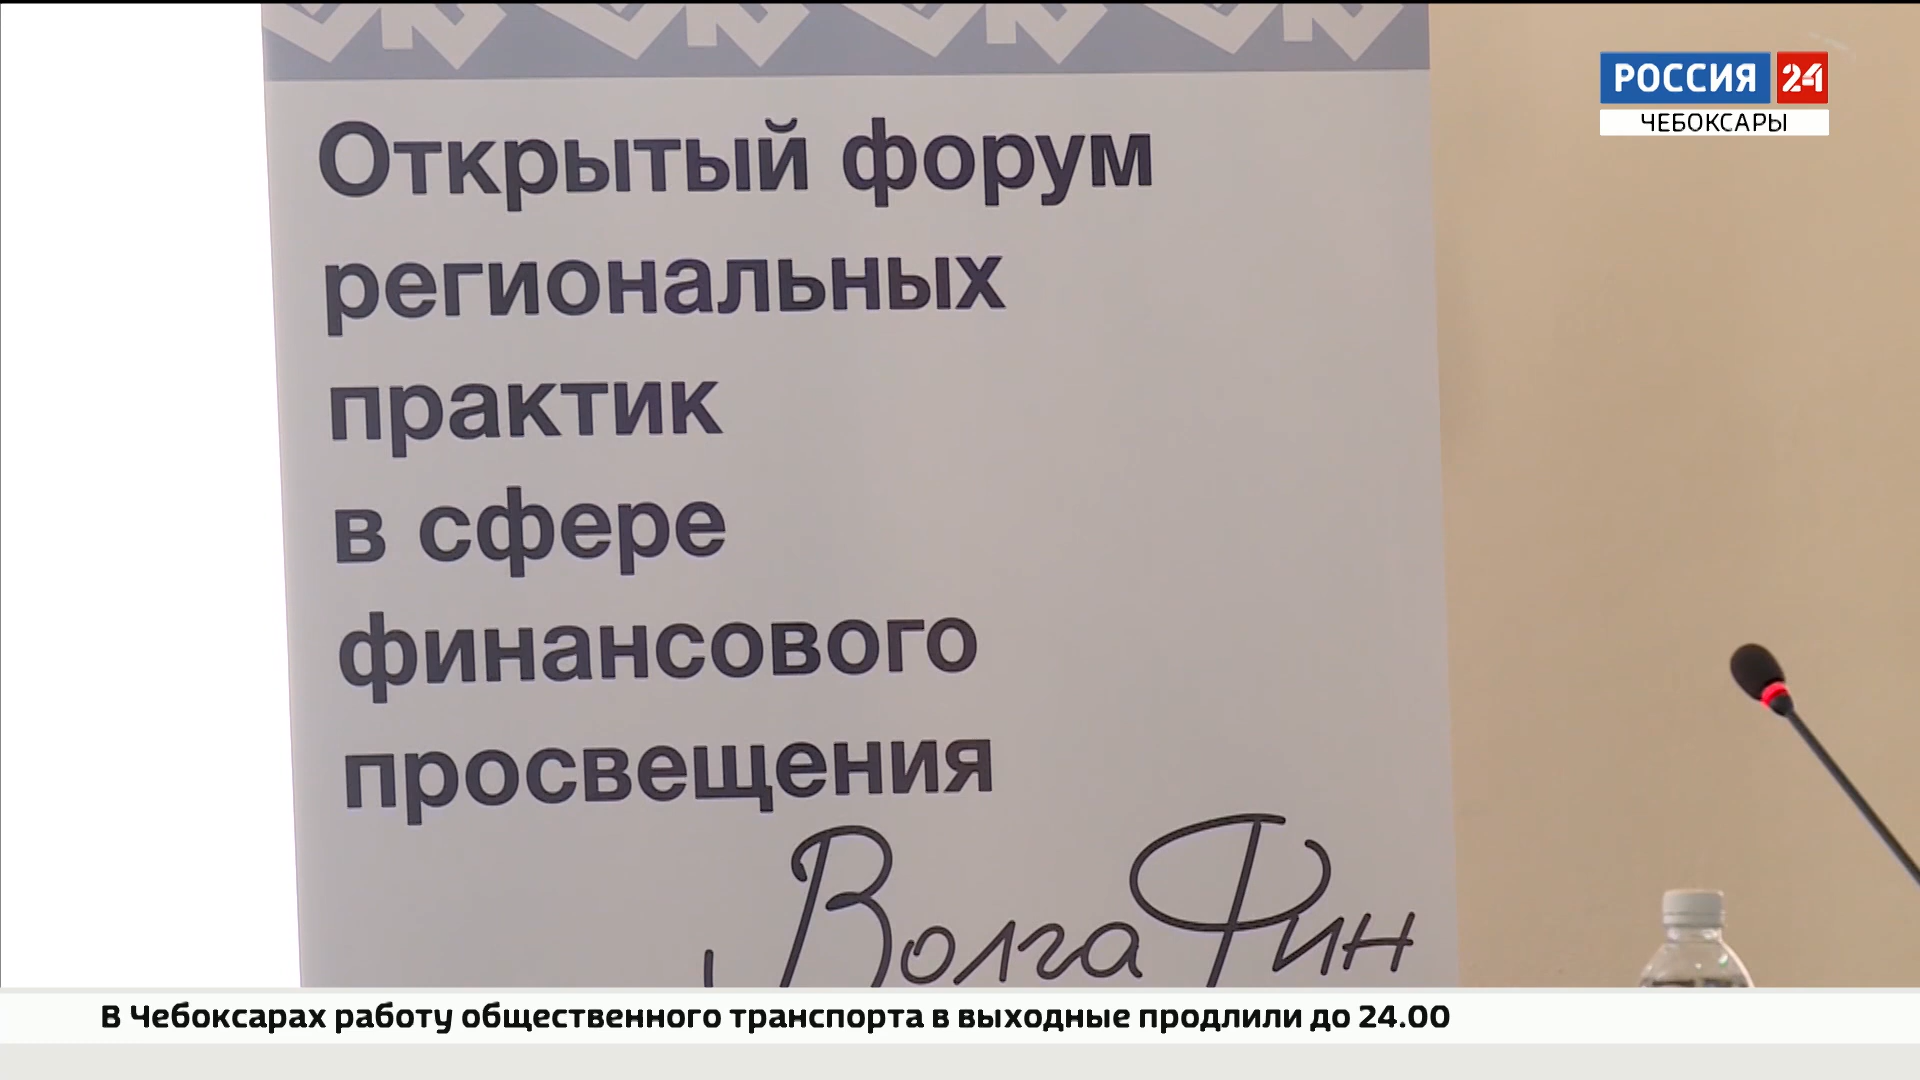 РОССИЯ 24
ЧЕБОКСАРЫ
Открытый форум
региональных
практик
в сфере
финансового
просвещения
ВолгаФин
В Чебоксарах работу общественного транспорта в выходные продлили до 24.00